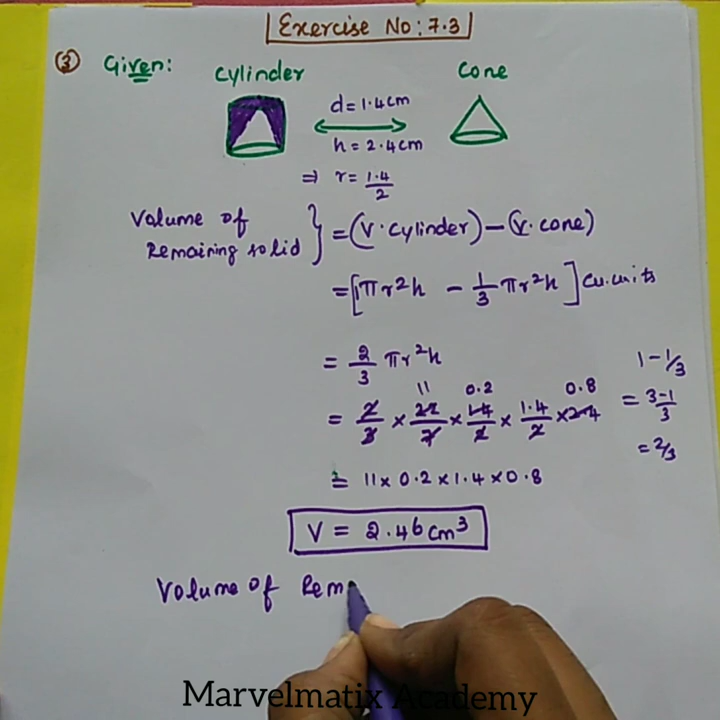 Exercise No: 7.3
③ Given: Cylinder Cone
d = 1.4cm
h = 2.4cm
⇒ r = 1.4/2
Volume of Remaining solid } = (V. Cylinder) − (V. cone)
= [πr²h − 1/3 πr²h] Cu.units
= 2/3 πr²h
1 − 1/3
11 0.2 0.8
= 2/3 × 22/7 × 1.4/2 × 1.4/2 × 2.4
= 3−1/3
= 2/3
= 11 × 0.2 × 1.4 × 0.8
V = 2.46 cm³
Volume of Rem
Marvelmatix Academy